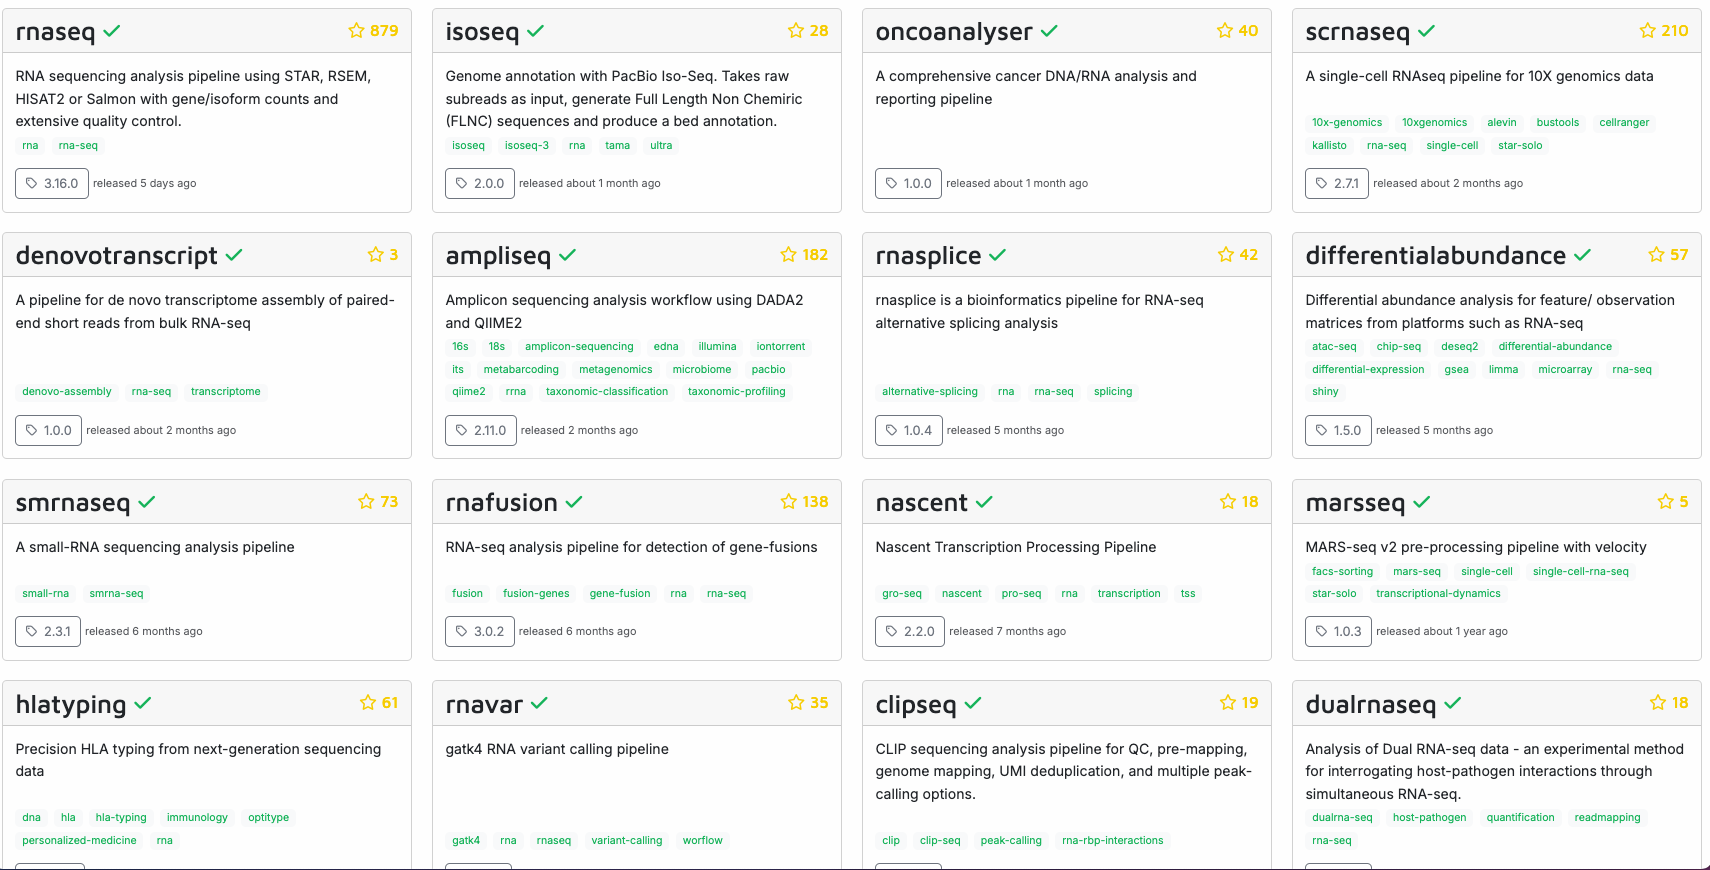 rnaseq 879
RNA sequencing analysis pipeline using STAR, RSEM,
HISAT2 or Salmon with gene/isoform counts and
extensive quality control.
rna rna-seq
3.16.0 released 5 days ago
isoseq 28
Genome annotation with PacBio Iso-Seq. Takes raw
subreads as input, generate Full Length Non Chemiric
(FLNC) sequences and produce a bed annotation.
isoseq isoseq-3 rna tama ultra
2.0.0 released about 1 month ago
oncoanalyser 40
A comprehensive cancer DNA/RNA analysis and
reporting pipeline
1.0.0 released about 1 month ago
scrnaseq 210
A single-cell RNAseq pipeline for 10X genomics data
10x-genomics 10xgenomics alevin bustools cellranger
kallisto rna-seq single-cell star-solo
2.7.1 released about 2 months ago
denovotranscript 3
A pipeline for de novo transcriptome assembly of paired-
end short reads from bulk RNA-seq
denovo-assembly rna-seq transcriptome
1.0.0 released about 2 months ago
ampliseq 182
Amplicon sequencing analysis workflow using DADA2
and QIIME2
16s 18s amplicon-sequencing edna illumina iontorrent
its metabarcoding metagenomics microbiome pacbio
qiime2 rrna taxonomic-classification taxonomic-profiling
2.11.0 released 2 months ago
rnasplice 42
rnasplice is a bioinformatics pipeline for RNA-seq
alternative splicing analysis
alternative-splicing rna rna-seq splicing
1.0.4 released 5 months ago
differentialabundance 57
Differential abundance analysis for feature/ observation
matrices from platforms such as RNA-seq
atac-seq chip-seq deseq2 differential-abundance
differential-expression gsea limma microarray rna-seq
shiny
1.5.0 released 5 months ago
smrnaseq 73
A small-RNA sequencing analysis pipeline
small-rna smrna-seq
2.3.1 released 6 months ago
rnafusion 138
RNA-seq analysis pipeline for detection of gene-fusions
fusion fusion-genes gene-fusion rna rna-seq
3.0.2 released 6 months ago
nascent 18
Nascent Transcription Processing Pipeline
gro-seq nascent pro-seq rna transcription tss
2.2.0 released 7 months ago
marsseq 5
MARS-seq v2 pre-processing pipeline with velocity
facs-sorting mars-seq single-cell single-cell-rna-seq
star-solo transcriptional-dynamics
1.0.3 released about 1 year ago
hlatyping 61
Precision HLA typing from next-generation sequencing
data
dna hla hla-typing immunology optitype
personalized-medicine rna
rnavar 35
gatk4 RNA variant calling pipeline
gatk4 rna rnaseq variant-calling worflow
clipseq 19
CLIP sequencing analysis pipeline for QC, pre-mapping,
genome mapping, UMI deduplication, and multiple peak-
calling options.
clip clip-seq peak-calling rna-rbp-interactions
dualrnaseq 18
Analysis of Dual RNA-seq data - an experimental method
for interrogating host-pathogen interactions through
simultaneous RNA-seq.
dualrna-seq host-pathogen quantification readmapping
rna-seq